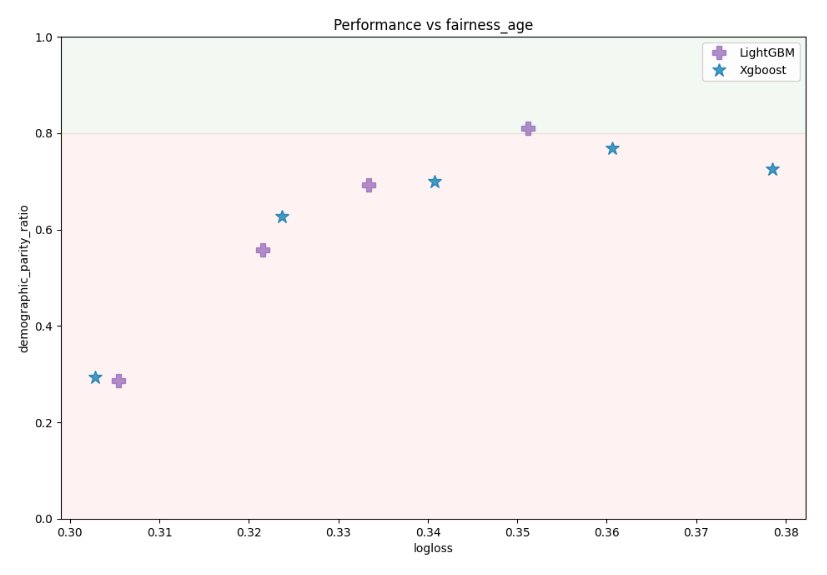 Performance vs fairness_age
LightGBM
Xgboost
1.0
0.8
0.6
0.4
0.2
0.0
demographic_parity_ratio
0.30 0.31 0.32 0.33 0.34 0.35 0.36 0.37 0.38
logloss